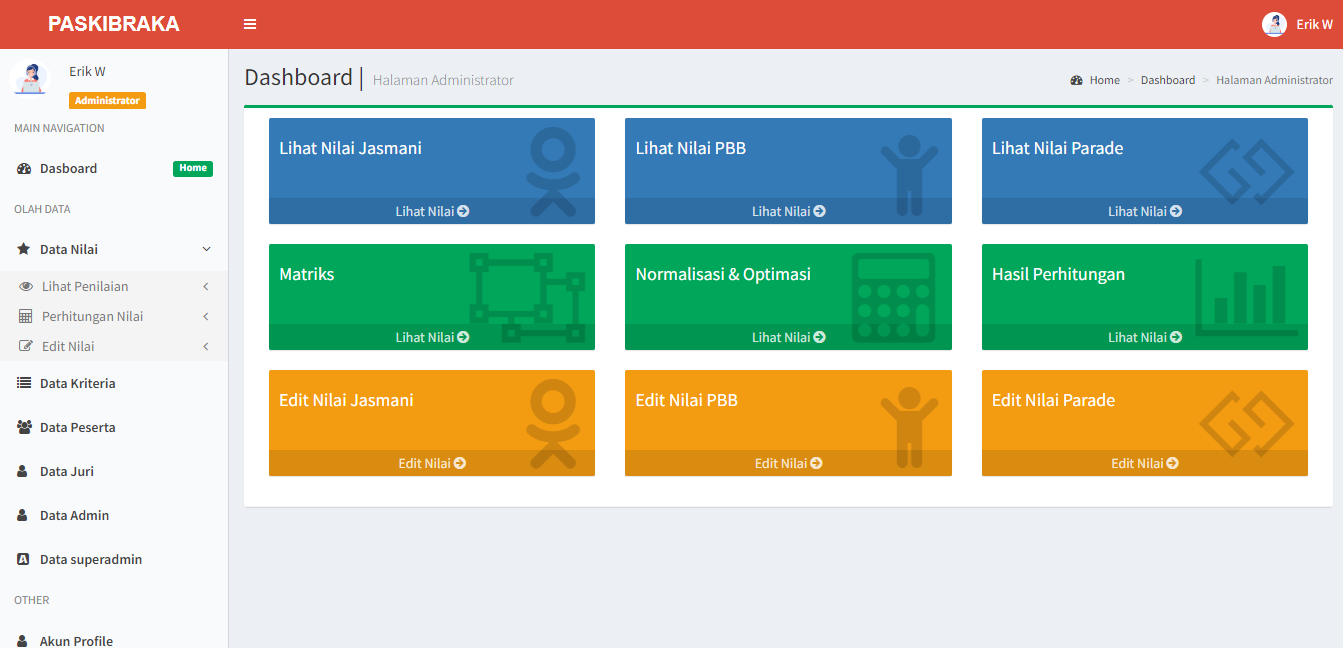 PASKIBRAKA
Erik W
Erik W
Administrator
MAIN NAVIGATION
Dasboard
Home
OLAH DATA
Data Nilai
Lihat Penilaian
Perhitungan Nilai
Edit Nilai
Data Kriteria
Data Peserta
Data Juri
Data Admin
Data superadmin
OTHER
Akun Profile
Dashboard | Halaman Administrator
Home > Dashboard > Halaman Administrator
Lihat Nilai Jasmani
Lihat Nilai
Lihat Nilai PBB
Lihat Nilai
Lihat Nilai Parade
Lihat Nilai
Matriks
Lihat Nilai
Normalisasi & Optimasi
Lihat Nilai
Hasil Perhitungan
Lihat Nilai
Edit Nilai Jasmani
Edit Nilai
Edit Nilai PBB
Edit Nilai
Edit Nilai Parade
Edit Nilai